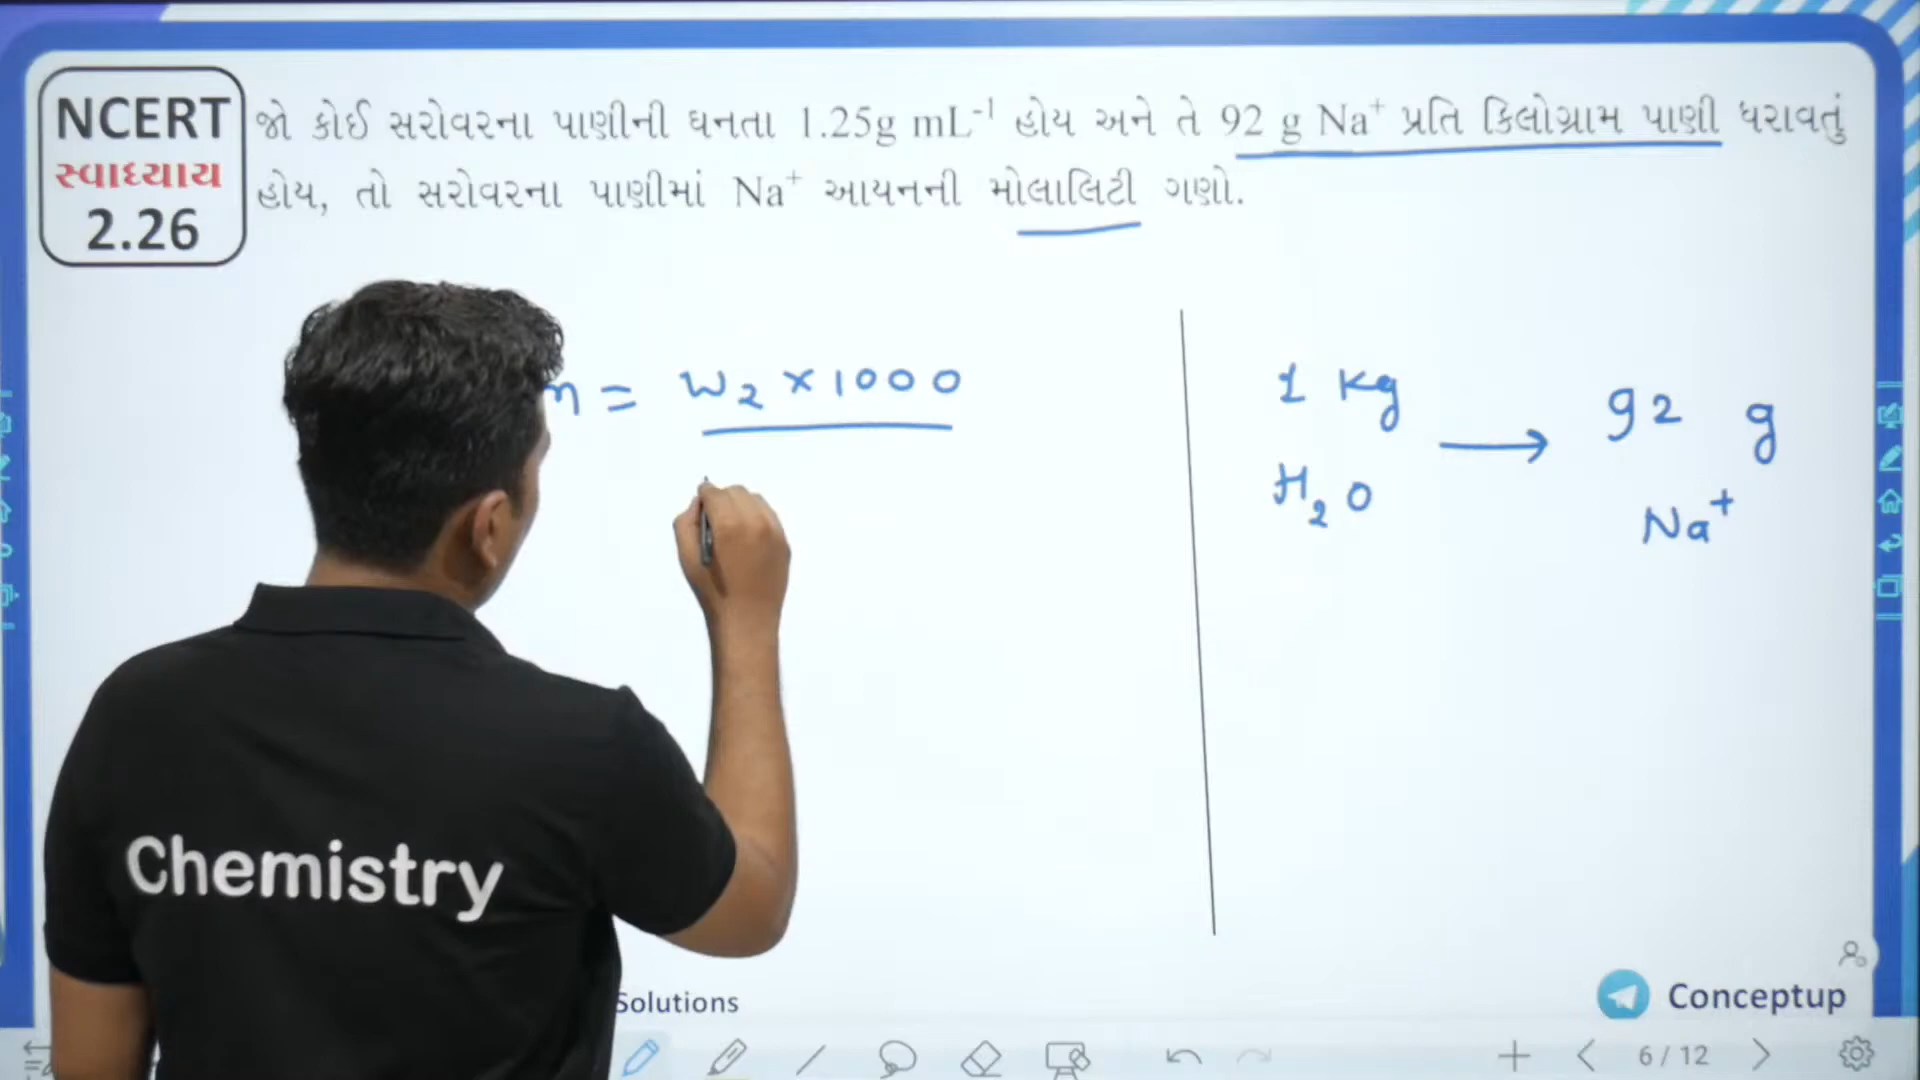 NCERT
સ્વાધ્યાય
2.26
જો કોઈ સરોવરના પાણીની ઘનતા 1.25g mL⁻¹ હોય અને તે 92 g Na⁺ પ્રતિ કિલોગ્રામ પાણી ધરાવતું
હોય, તો સરોવરના પાણીમાં Na⁺ આયનની મોલાલિટી ગણો.
= W₂ × 1000
1 kg
H₂O
→ 92 g
Na⁺
Chemistry
Solutions
Conceptup
6 / 12